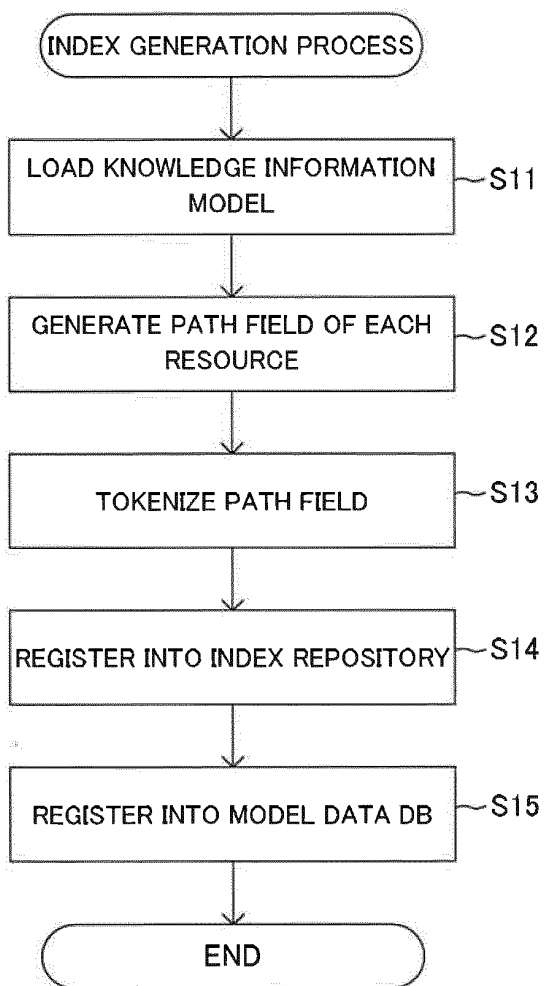 INDEX GENERATION PROCESS
LOAD KNOWLEDGE INFORMATION
MODEL
S11
GENERATE PATH FIELD OF EACH
RESOURCE
S12
TOKENIZE PATH FIELD
S13
REGISTER INTO INDEX REPOSITORY
S14
REGISTER INTO MODEL DATA DB
S15
END